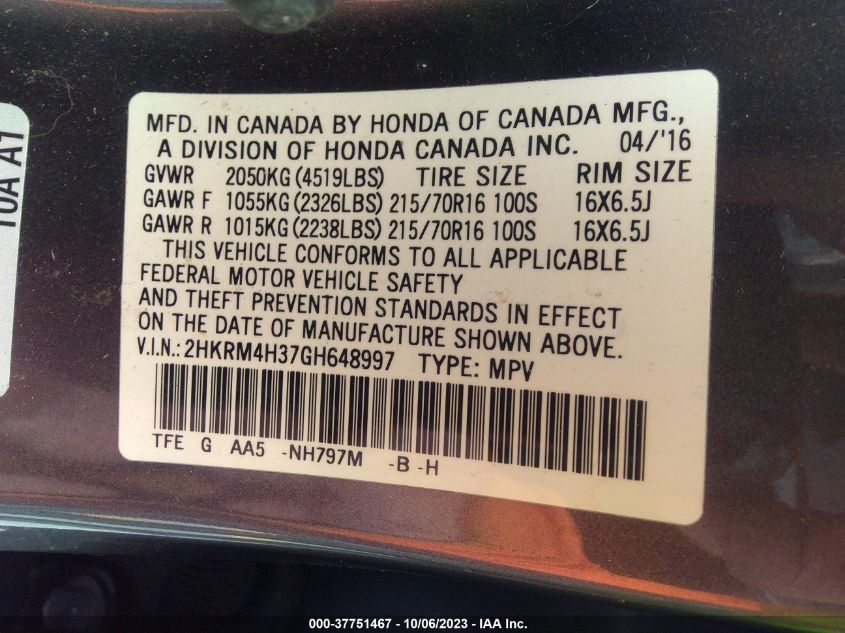 10A A1
MFD. IN CANADA BY HONDA OF CANADA MFG.,
A DIVISION OF HONDA CANADA INC. 04/'16
GVWR 2050KG (4519LBS) TIRE SIZE RIM SIZE
GAWR F 1055KG (2326LBS) 215/70R16 100S 16X6.5J
GAWR R 1015KG (2238LBS) 215/70R16 100S 16X6.5J
THIS VEHICLE CONFORMS TO ALL APPLICABLE
FEDERAL MOTOR VEHICLE SAFETY
AND THEFT PREVENTION STANDARDS IN EFFECT
ON THE DATE OF MANUFACTURE SHOWN ABOVE.
V.I.N.: 2HKRM4H37GH648997 TYPE: MPV
TFE G AA5 -NH797M -B -H
000-37751467 - 10/06/2023 - IAA Inc.